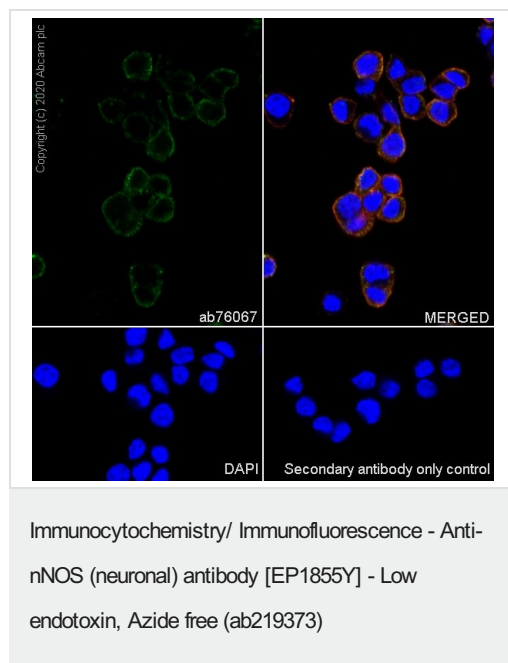 Copyright (c) 2020 Abcam plc
ab76067
MERGED
DAPI
Secondary antibody only control
Immunocytochemistry/ Immunofluorescence - Anti-
nNOS (neuronal) antibody [EP1855Y] - Low
endotoxin, Azide free (ab219373)